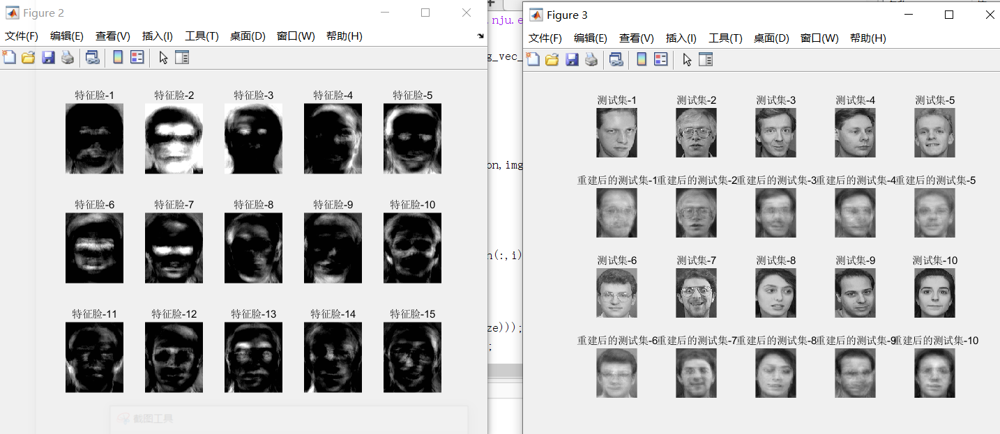 Figure 2
文件(F) 编辑(E) 查看(V) 插入(I) 工具(T) 桌面(D) 窗口(W) 帮助(H)
特征脸-1 特征脸-2 特征脸-3 特征脸-4 特征脸-5
特征脸-6 特征脸-7 特征脸-8 特征脸-9 特征脸-10
特征脸-11 特征脸-12 特征脸-13 特征脸-14 特征脸-15
截图工具
.nju.e
g_vec_
on,img
n(:,i)
ze)));
;
Figure 3
文件(F) 编辑(E) 查看(V) 插入(I) 工具(T) 桌面(D) 窗口(W) 帮助(H)
测试集-1 测试集-2 测试集-3 测试集-4 测试集-5
重建后的测试集-1 重建后的测试集-2 重建后的测试集-3 重建后的测试集-4 重建后的测试集-5
测试集-6 测试集-7 测试集-8 测试集-9 测试集-10
重建后的测试集-6 重建后的测试集-7 重建后的测试集-8 重建后的测试集-9 重建后的测试集-10